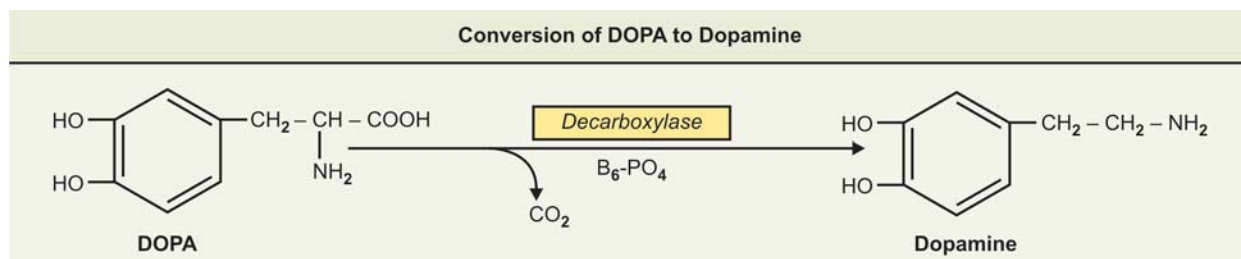 Conversion of DOPA to Dopamine
HO
HO
CH₂ – CH – COOH
NH₂
DOPA
Decarboxylase
B₆-PO₄
CO₂
HO
HO
CH₂ – CH₂ – NH₂
Dopamine